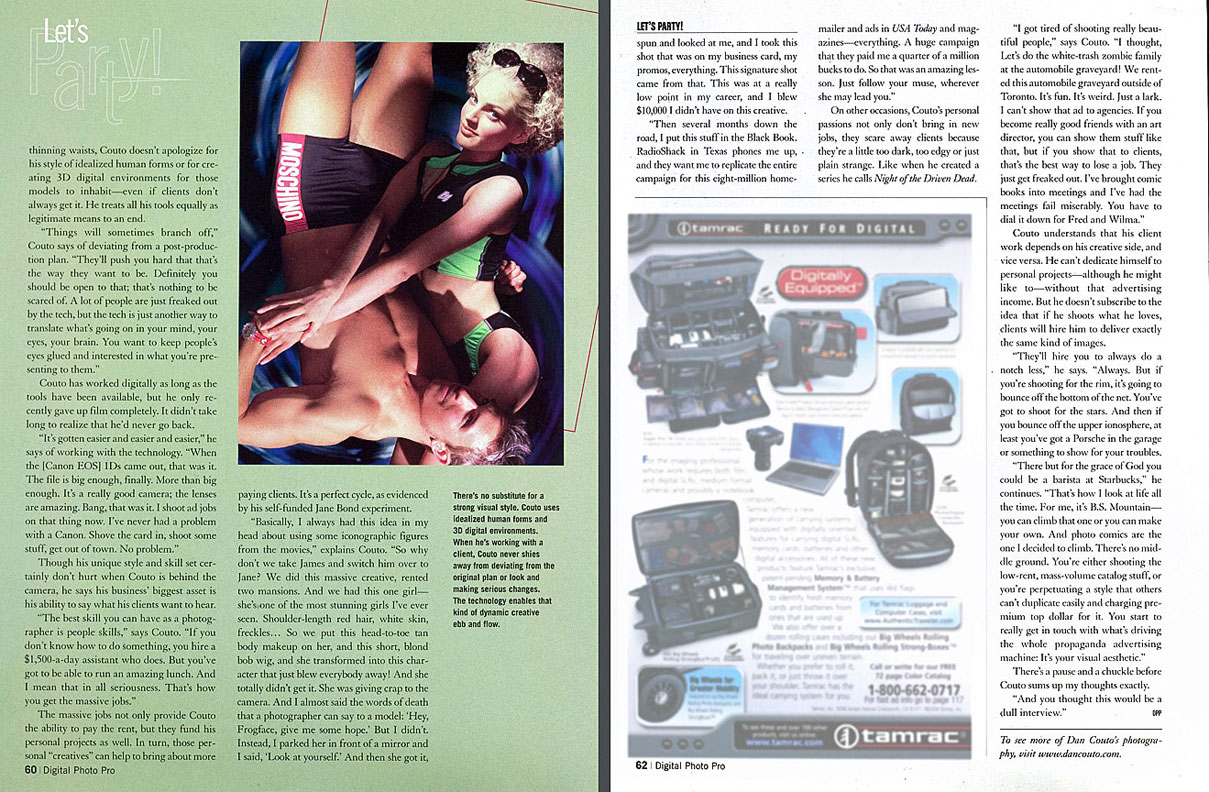 Let's
Party!
thinning waists, Couto doesn't apologize for
his style of idealized human forms or for cre-
ating 3D digital environments for those
models to inhabit—even if clients don't
always get it. He treats all his tools equally as
legitimate means to an end.
"Things will sometimes branch off,"
Couto says of deviating from a post-produc-
tion plan. "They'll push you hard that that's
the way they want to be. Definitely you
should be open to that; that's nothing to be
scared of. A lot of people are just freaked out
by the tech, but the tech is just another way to
translate what's going on in your mind, your
eyes, your brain. You want to keep people's
eyes glued and interested in what you're pre-
senting to them."
Couto has worked digitally as long as the
tools have been available, but he only re-
cently gave up film completely. It didn't take
long to realize that he'd never go back.
"It's gotten easier and easier and easier," he
says of working with the technology. "When
the [Canon EOS] 1Ds came out, that was it.
The file is big enough, finally. More than big
enough. It's a really good camera; the lenses
are amazing. Bang, that was it. I shoot ad jobs
on that thing now. I've never had a problem
with a Canon. Shove the card in, shoot some
stuff, get out of town. No problem."
Though his unique style and skill set cer-
tainly don't hurt when Couto is behind the
camera, he says his business' biggest asset is
his ability to say what his clients want to hear.
"The best skill you can have as a photog-
rapher is people skills," says Couto. "If you
don't know how to do something, you hire a
$1,500-a-day assistant who does. But you've
got to be able to run an amazing lunch. And
I mean that in all seriousness. That's how
you get the massive jobs."
The massive jobs not only provide Couto
the ability to pay the rent, but they fund his
personal projects as well. In turn, those per-
sonal "creatives" can help to bring about more
60 | Digital Photo Pro
MOSCHINO
paying clients. It's a perfect cycle, as evidenced
by his self-funded Jane Bond experiment.
"Basically, I always had this idea in my
head about using some iconographic figures
from the movies," explains Couto. "So why
don't we take James and switch him over to
Jane? We did this massive creative, rented
two mansions. And we had this one girl—
she's one of the most stunning girls I've ever
seen. Shoulder-length red hair, white skin,
freckles... So we put this head-to-toe tan
body makeup on her, and this short, blond
bob wig, and she transformed into this char-
acter that just blew everybody away! And she
totally didn't get it. She was giving crap to the
camera. And I almost said the words of death
that a photographer can say to a model: 'Hey,
Frogface, give me some hope.' But I didn't.
Instead, I parked her in front of a mirror and
I said, 'Look at yourself.' And then she got it,
There's no substitute for a
strong visual style. Couto uses
idealized human forms and
3D digital environments.
When he's working with a
client, Couto never shies
away from deviating from the
original plan or look and
making serious changes.
The technology enables that
kind of dynamic creative
ebb and flow.
LET'S PARTY!
spun and looked at me, and I took this
shot that was on my business card, my
promos, everything. This signature shot
came from that. This was at a really
low point in my career, and I blew
$10,000 I didn't have on this creative.
"Then several months down the
road, I put this stuff in the Black Book.
RadioShack in Texas phones me up,
and they want me to replicate the entire
campaign for this eight-million home-
mailer and ads in USA Today and mag-
azines—everything. A huge campaign
that they paid me a quarter of a million
bucks to do. So that was an amazing les-
son. Just follow your muse, wherever
she may lead you."
On other occasions, Couto's personal
passions not only don't bring in new
jobs, they scare away clients because
they're a little too dark, too edgy or just
plain strange. Like when he created a
series he calls Night of the Driven Dead.
tamrac READY FOR DIGITAL
Digitally
Equipped™
For the imaging professional
whose work requires both film
and digital SLRs, medium format
cameras and possibly a notebook
computer,
Tamrac offers a new
generation of carrying systems
equipped with digitally oriented
features for carrying digital SLRs,
memory cards, batteries and other
digital accessories. All of these new
products feature Tamrac's exclusive
patent-pending Memory & Battery
Management System™ that uses red flags
to identify fresh memory
cards and batteries from
ones that are used up.
We also offer over a
dozen rolling cases including our Big Wheels Rolling
Photo Backpacks and Big Wheels Rolling Strong-Boxes™
for traveling over uneven terrain.
Whether you prefer to roll it,
pack it, or just throw it over
your shoulder, Tamrac has the
ideal carrying system for you.
For Tamrac Luggage and
Computer Cases, visit
www.AuthenticTraveler.com
Big Wheels for
Greater Mobility
Call or write for our FREE
72 page Color Catalog
1-800-662-0717
For fast ad info go to page 117
To see these and over 100 other
products, visit us online.
www.tamrac.com
tamrac
62 | Digital Photo Pro
"I got tired of shooting really beau-
tiful people," says Couto. "I thought,
Let's do the white-trash zombie family
at the automobile graveyard! We rent-
ed this automobile graveyard outside of
Toronto. It's fun. It's weird. Just a lark.
I can't show that ad to agencies. If you
become really good friends with an art
director, you can show them stuff like
that, but if you show that to clients,
that's the best way to lose a job. They
just get freaked out. I've brought comic
books into meetings and I've had the
meetings fail miserably. You have to
dial it down for Fred and Wilma."
Couto understands that his client
work depends on his creative side, and
vice versa. He can't dedicate himself to
personal projects—although he might
like to—without that advertising
income. But he doesn't subscribe to the
idea that if he shoots what he loves,
clients will hire him to deliver exactly
the same kind of images.
"They'll hire you to always do a
notch less," he says. "Always. But if
you're shooting for the rim, it's going to
bounce off the bottom of the net. You've
got to shoot for the stars. And then if
you bounce off the upper ionosphere, at
least you've got a Porsche in the garage
or something to show for your troubles.
"There but for the grace of God you
could be a barista at Starbucks," he
continues. "That's how I look at life all
the time. For me, it's B.S. Mountain—
you can climb that one or you can make
your own. And photo comics are the
one I decided to climb. There's no mid-
dle ground. You're either shooting the
low-rent, mass-volume catalog stuff, or
you're perpetuating a style that others
can't duplicate easily and charging pre-
mium top dollar for it. You start to
really get in touch with what's driving
the whole propaganda advertising
machine: It's your visual aesthetic."
There's a pause and a chuckle before
Couto sums up my thoughts exactly.
"And you thought this would be a
dull interview." DPP
To see more of Dan Couto's photogra-
phy, visit www.dancouto.com.